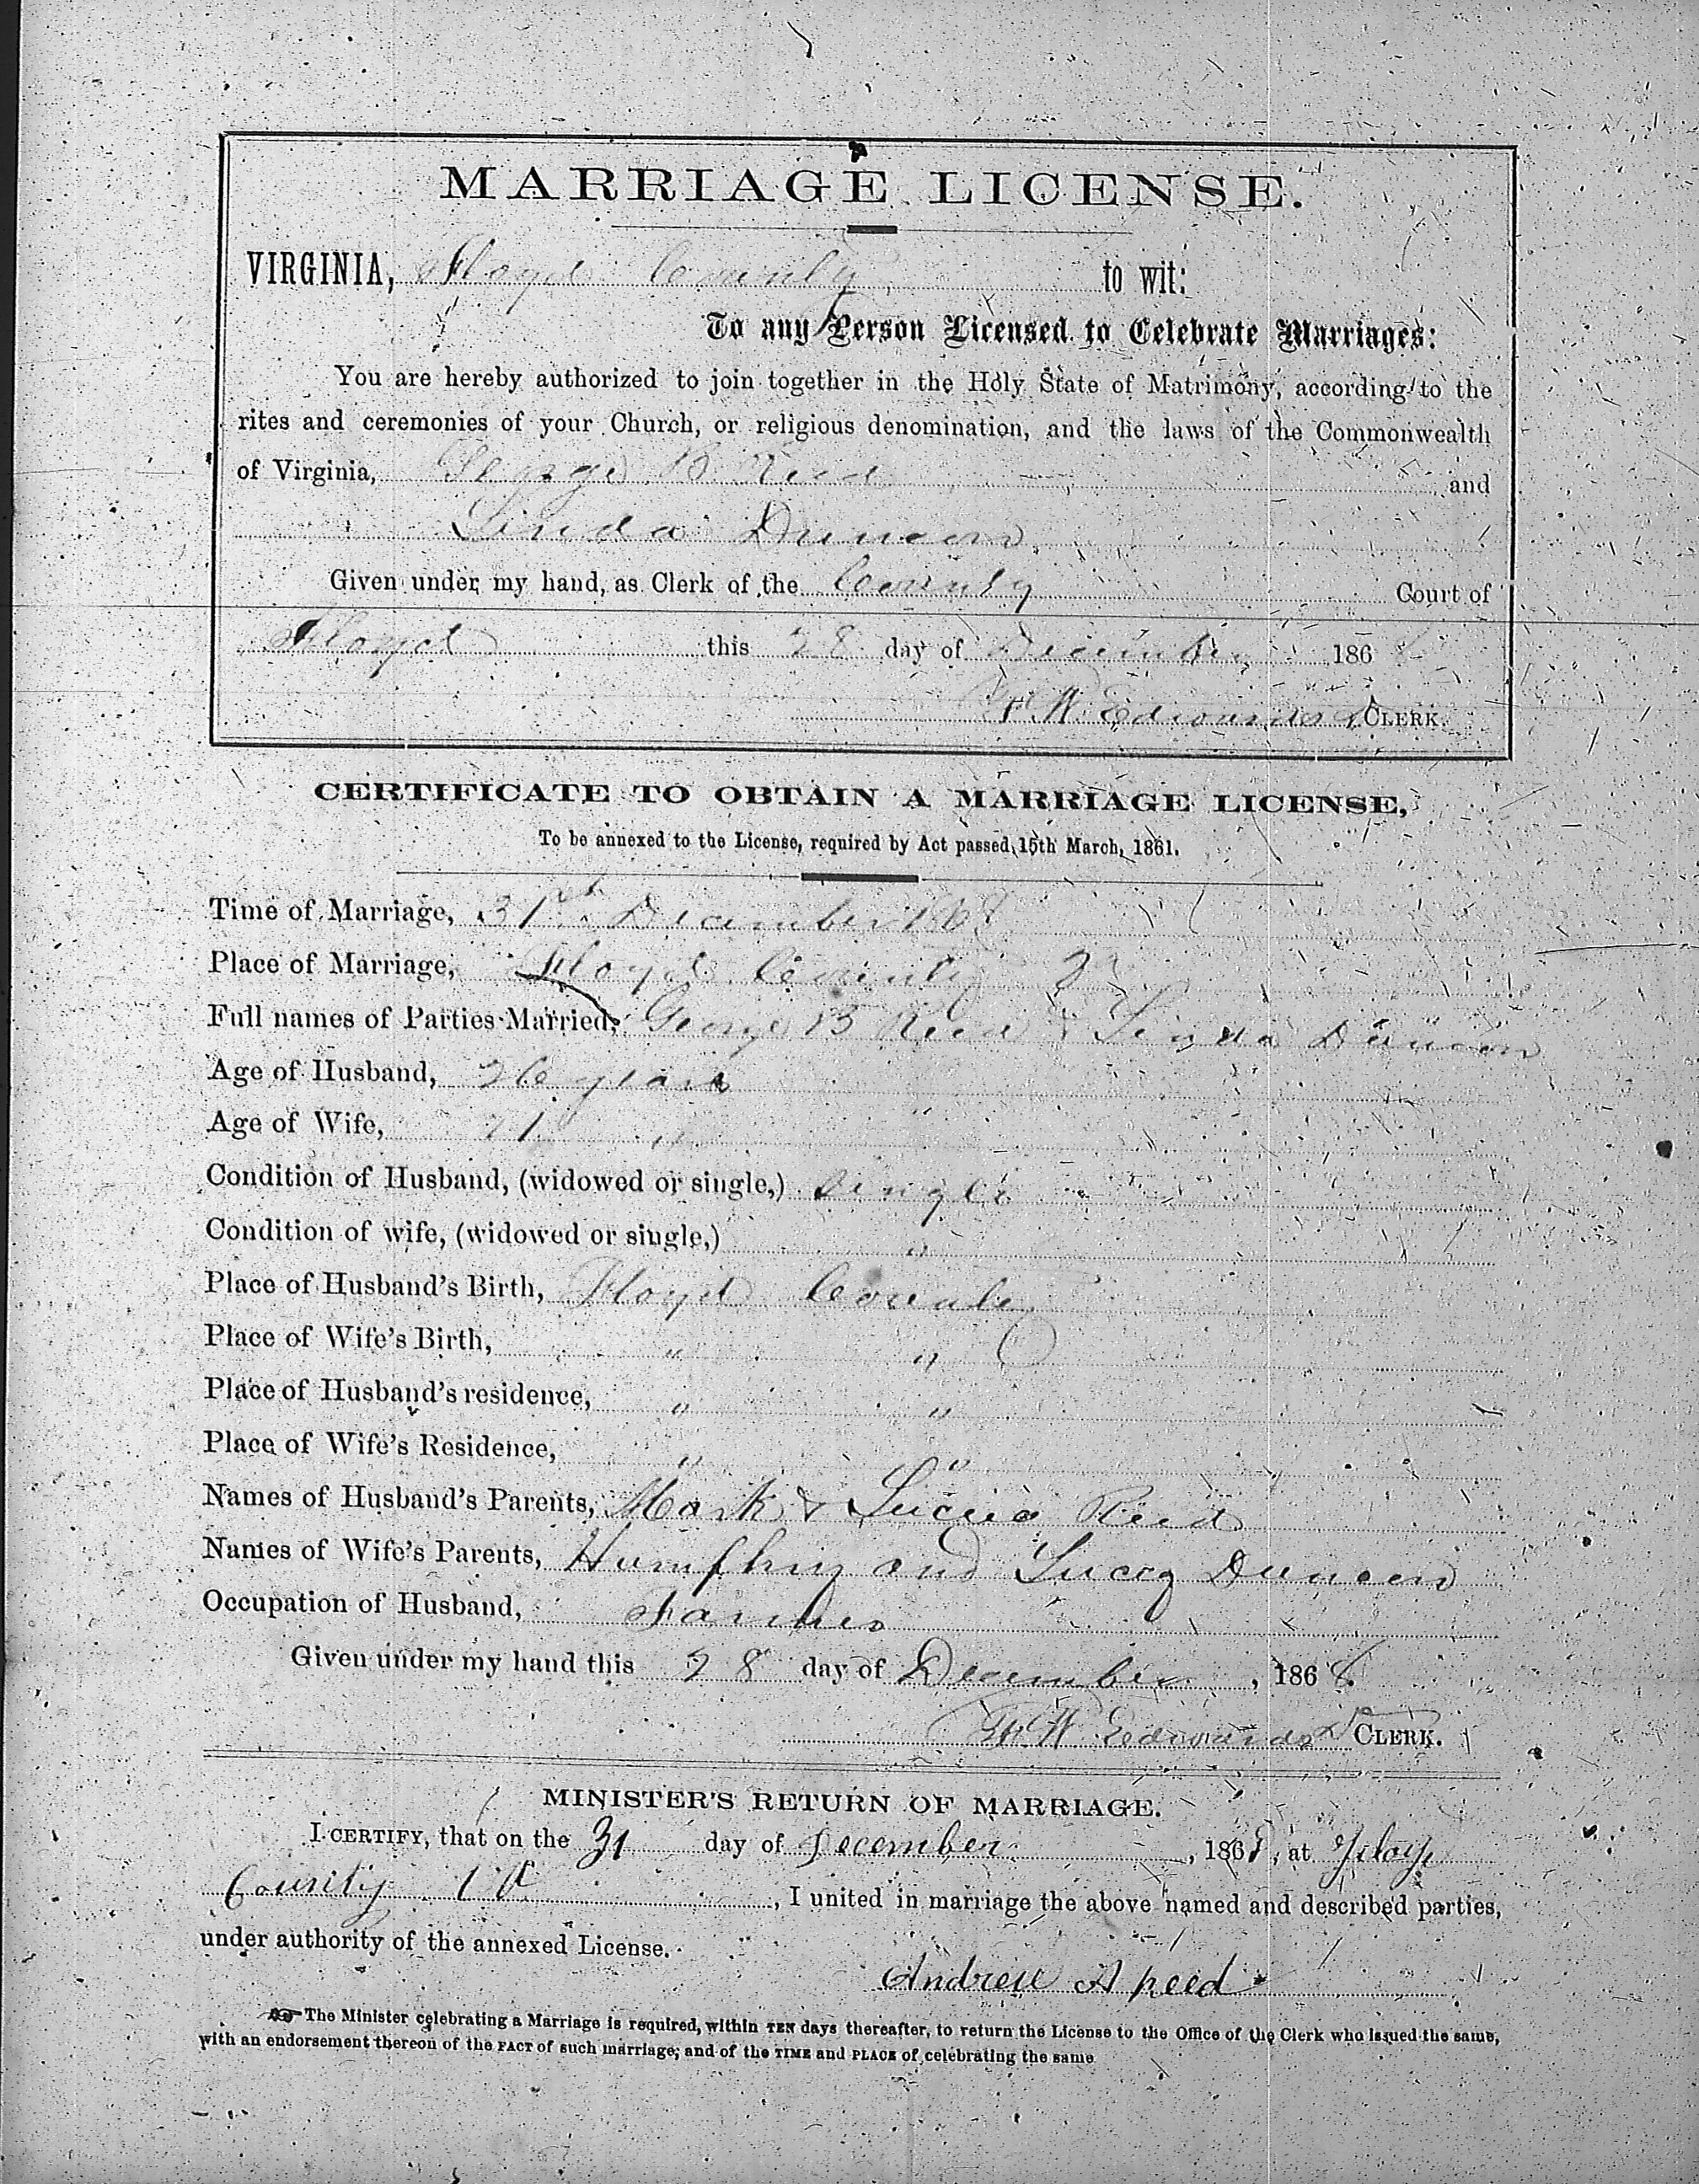 MARRIAGE LICENSE.
VIRGINIA, Floyd County to wit:
To any Person Licensed to Celebrate Marriages:
You are hereby authorized to join together in the Holy State of Matrimony, according to the
rites and ceremonies of your Church, or religious denomination, and the laws of the Commonwealth
of Virginia, George B Reed and
Linda Duncan
Given under my hand, as Clerk of the County Court of
Floyd this 28 day of December 1868
W Edwards D CLERK.
CERTIFICATE TO OBTAIN A MARRIAGE LICENSE,
To be annexed to the License, required by Act passed 15th March, 1861.
Time of Marriage, 31st December 1868
Place of Marriage, Floyd County Va
Full names of Parties Married, George B Reed & Linda Duncan
Age of Husband, 26 years
Age of Wife, 21 "
Condition of Husband, (widowed or single,) Single
Condition of wife, (widowed or single,) "
Place of Husband's Birth, Floyd County
Place of Wife's Birth, " "
Place of Husband's residence, " "
Place of Wife's Residence, " "
Names of Husband's Parents, Mark & Reed
Names of Wife's Parents, Humphry and Lucy Duncan
Occupation of Husband, Farmer
Given under my hand this 28 day of December, 1868.
W Edwards D CLERK.
MINISTER'S RETURN OF MARRIAGE.
I CERTIFY, that on the 31 day of December, 1868, at Floyd
County Va, I united in marriage the above named and described parties,
under authority of the annexed License.
Andrew A Reed
The Minister celebrating a Marriage is required, within TEN days thereafter, to return the License to the Office of the Clerk who issued the same,
with an endorsement thereon of the FACT of such marriage; and of the TIME and PLACE of celebrating the same